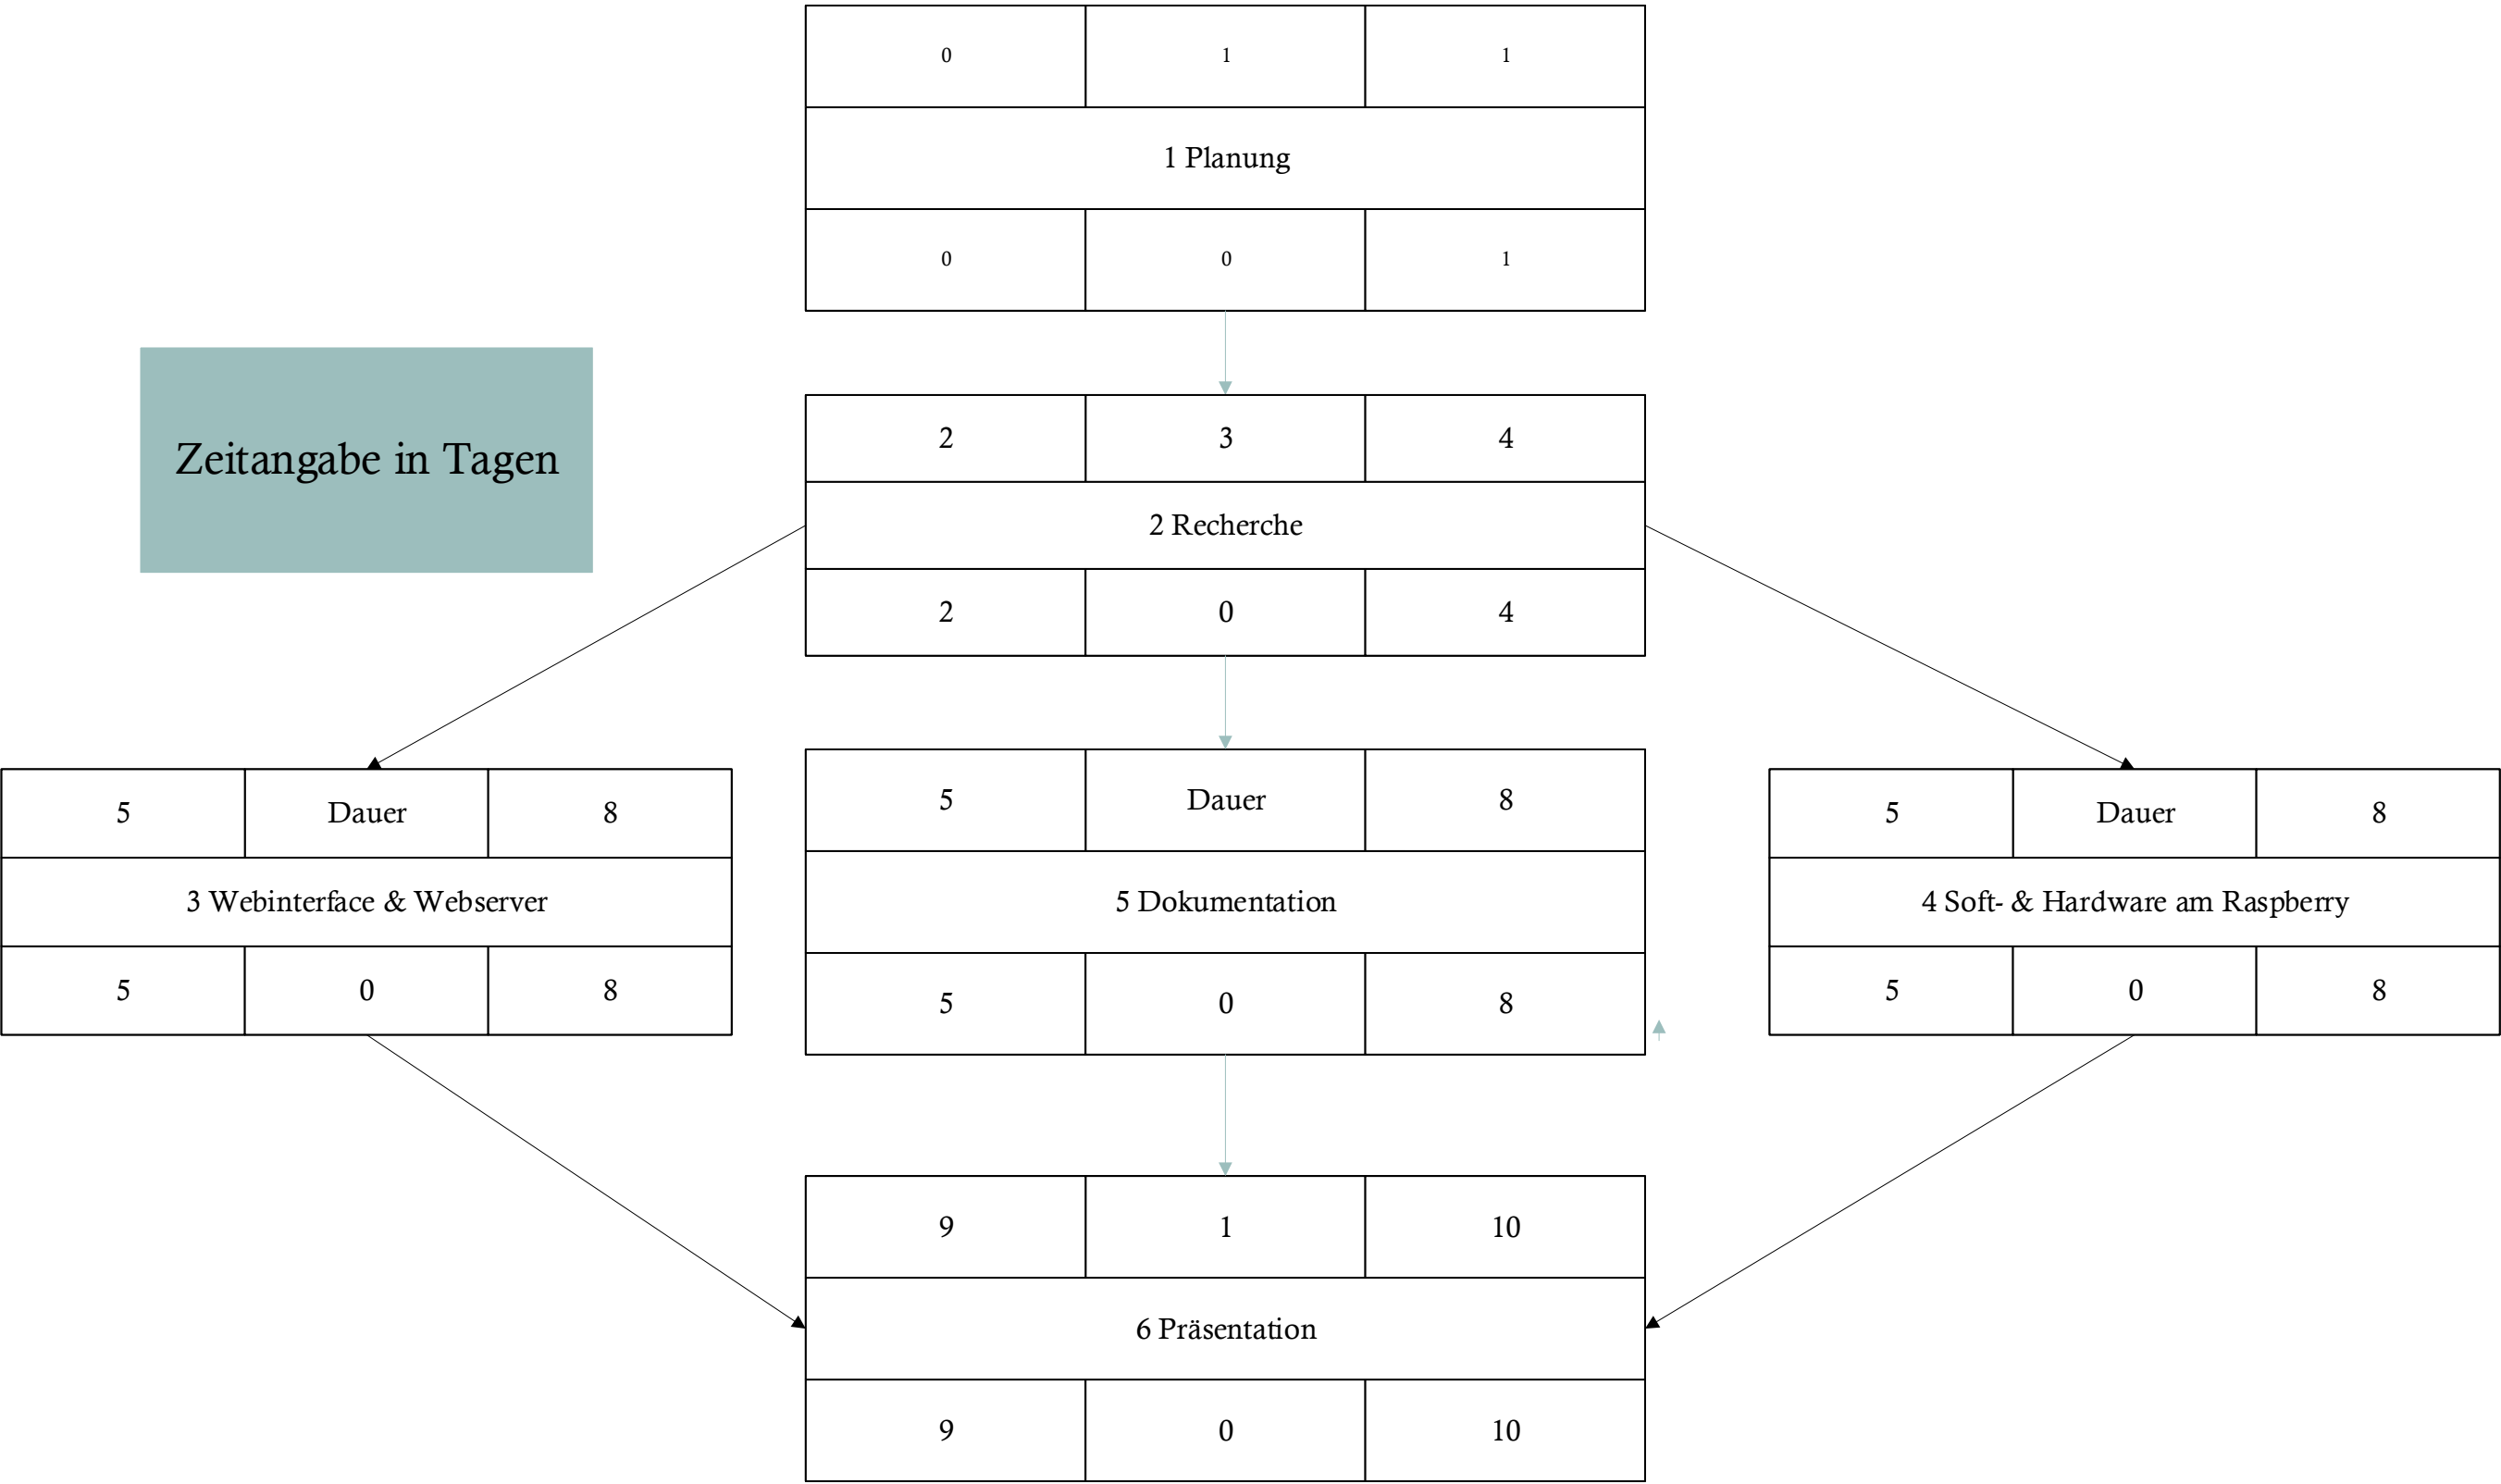 0 1 1
1 Planung
0 0 1
Zeitangabe in Tagen
2 3 4
2 Recherche
2 0 4
5 Dauer 8
3 Webinterface & Webserver
5 0 8
5 Dauer 8
5 Dokumentation
5 0 8
5 Dauer 8
4 Soft- & Hardware am Raspberry
5 0 8
9 1 10
6 Präsentation
9 0 10